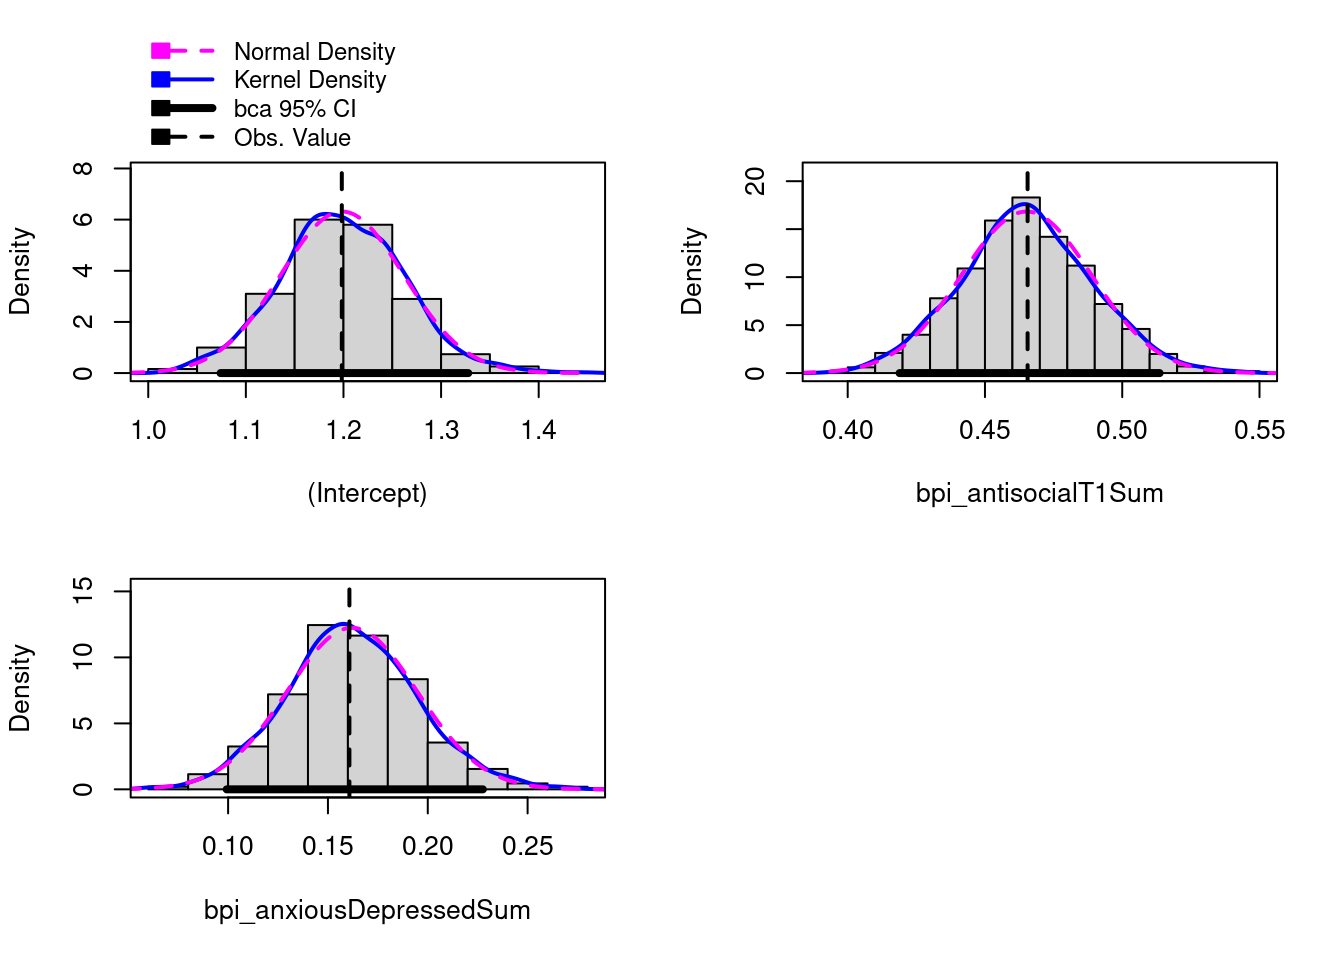 Normal Density
Kernel Density
bca 95% CI
Obs. Value
Density
0 2 4 6 8
1.0 1.1 1.2 1.3 1.4
(Intercept)
Density
0 5 10 20
0.40 0.45 0.50 0.55
bpi_antisocialT1Sum
Density
0 5 10 15
0.10 0.15 0.20 0.25
bpi_anxiousDepressedSum